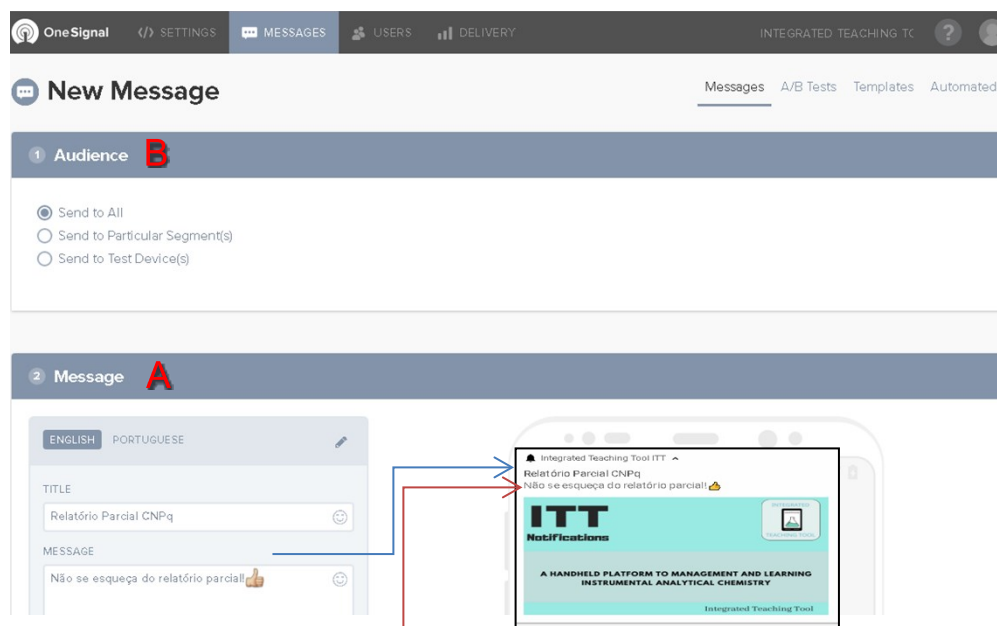 OneSignal </> SETTINGS MESSAGES USERS DELIVERY INTEGRATED TEACHING TC ?
New Message
Messages A/B Tests Templates Automated
1 Audience B
Send to All
Send to Particular Segment(s)
Send to Test Device(s)
2 Message A
ENGLISH PORTUGUESE
TITLE
Relatório Parcial CNPq
MESSAGE
Não se esqueça do relatório parcial!👍
Integrated Teaching Tool ITT
Relatório Parcial CNPq
Não se esqueça do relatório parcial!👍
ITT
Notifications
INTEGRATED
TEACHING TOOL
A HANDHELD PLATFORM TO MANAGEMENT AND LEARNING
INSTRUMENTAL ANALYTICAL CHEMISTRY
Integrated Teaching Tool